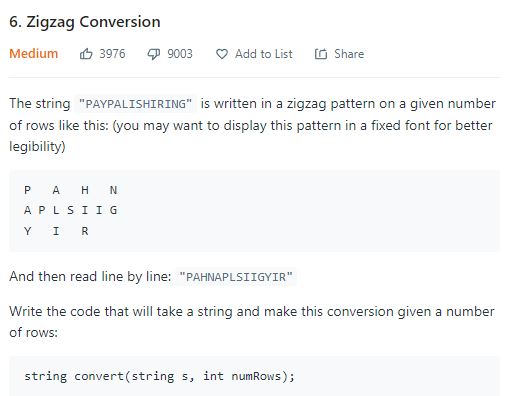 6. Zigzag Conversion
Medium 3976 9003 Add to List Share
The string "PAYPALISHIRING" is written in a zigzag pattern on a given number
of rows like this: (you may want to display this pattern in a fixed font for better
legibility)
P   A   H   N
A P L S I I G
Y   I   R
And then read line by line: "PAHNAPLSIIGYIR"
Write the code that will take a string and make this conversion given a number
of rows:
string convert(string s, int numRows);